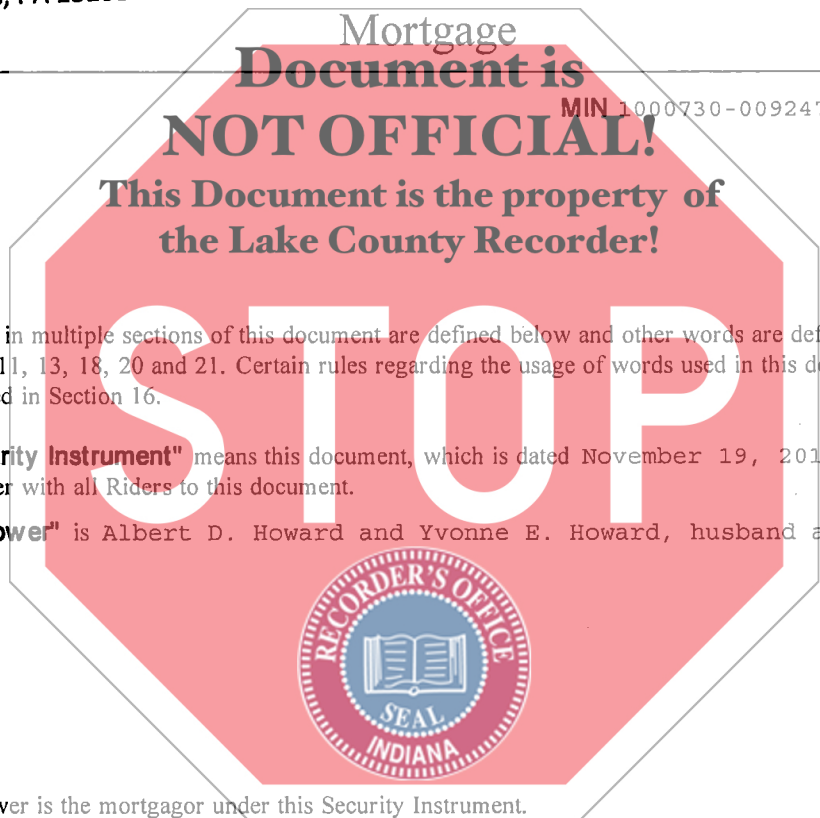 Mortgage
Document is
MIN 1000730-009247
NOT OFFICIAL!
This Document is the property of
the Lake County Recorder!
in multiple sections of this document are defined below and other words are def
11, 13, 18, 20 and 21. Certain rules regarding the usage of words used in this d
d in Section 16.
STOP
rity Instrument" means this document, which is dated November 19, 201
er with all Riders to this document.
ower" is Albert D. Howard and Yvonne E. Howard, husband a
RECORDER'S OFFICE
SEAL
INDIANA
wer is the mortgagor under this Security Instrument.